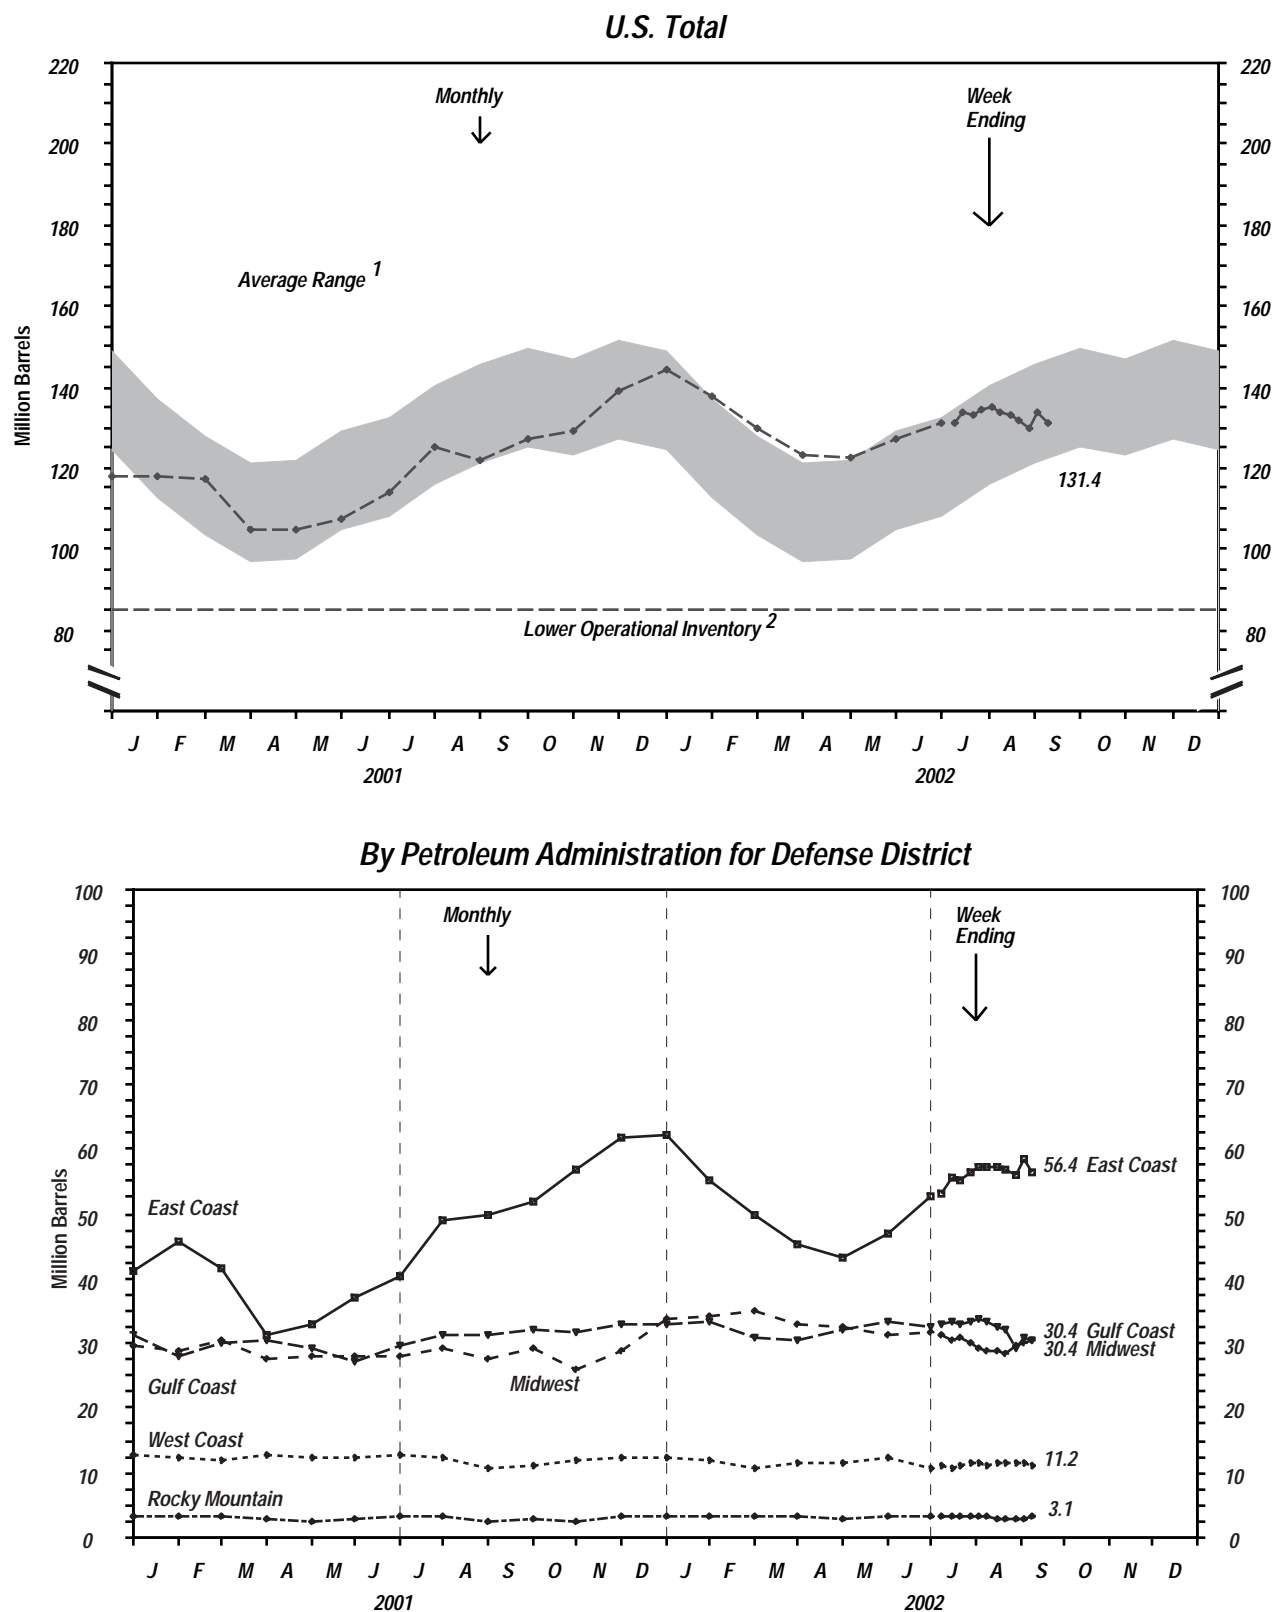 U.S. Total
220 220
Monthly Week
Ending
200 200
180 180
Average Range 1
160 160
Million Barrels
140 140
120 120
131.4
100 100
Lower Operational Inventory 2
80 80
J F M A M J J A S O N D J F M A M J J A S O N D
2001 2002
By Petroleum Administration for Defense District
100 100
Monthly Week
Ending
90 90
80 80
70 70
60 60
56.4 East Coast
Million Barrels
East Coast
50 50
40 40
30.4 Gulf Coast
30 30
30.4 Midwest
Gulf Coast Midwest
20 20
West Coast
11.2
10 10
Rocky Mountain
3.1
0 0
J F M A M J J A S O N D J F M A M J J A S O N D
2001 2002